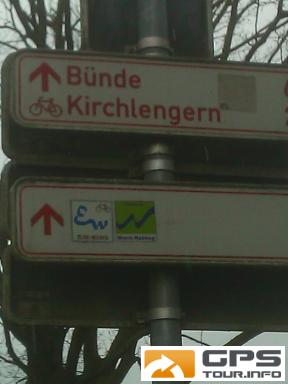 Bünde
Kirchlengern
GPS
TOUR.INFO